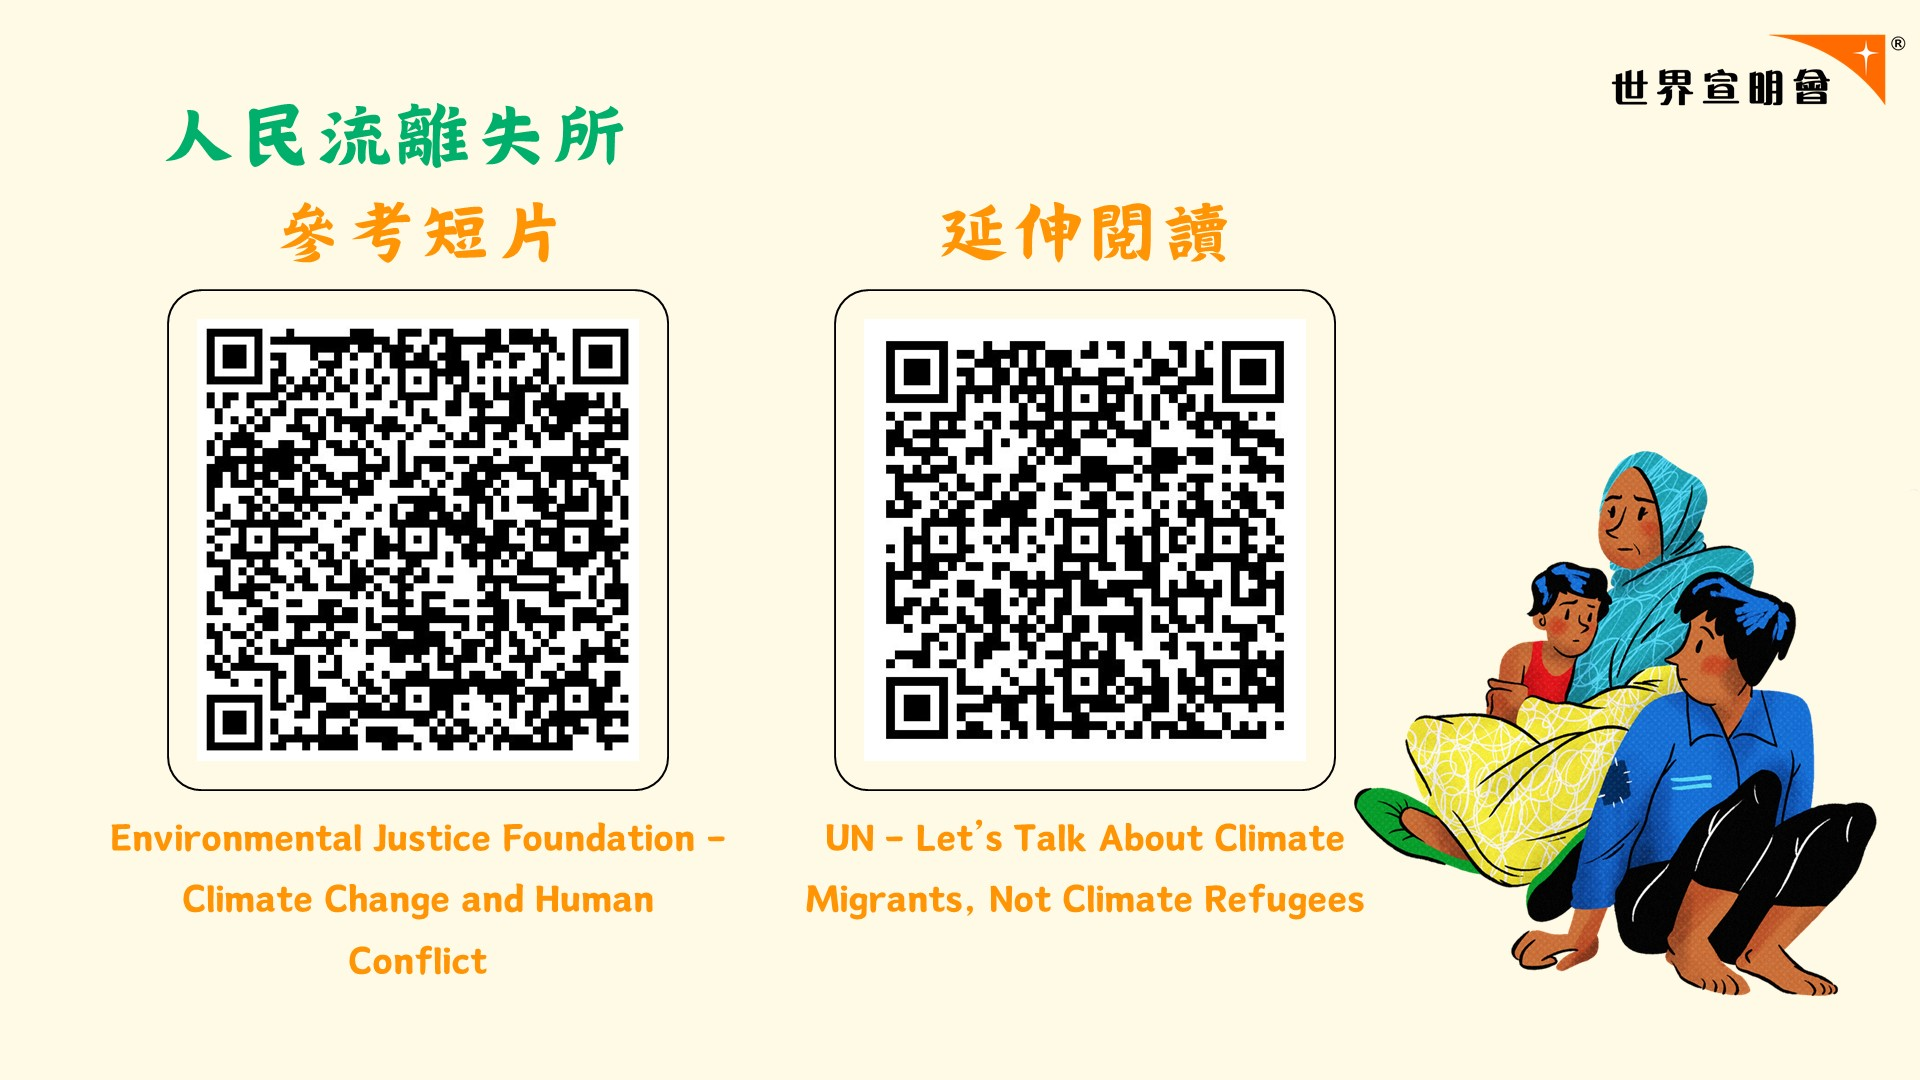 世界宣明會®
人民流離失所
參考短片
Environmental Justice Foundation -
Climate Change and Human
Conflict
延伸閱讀
UN - Let's Talk About Climate
Migrants, Not Climate Refugees